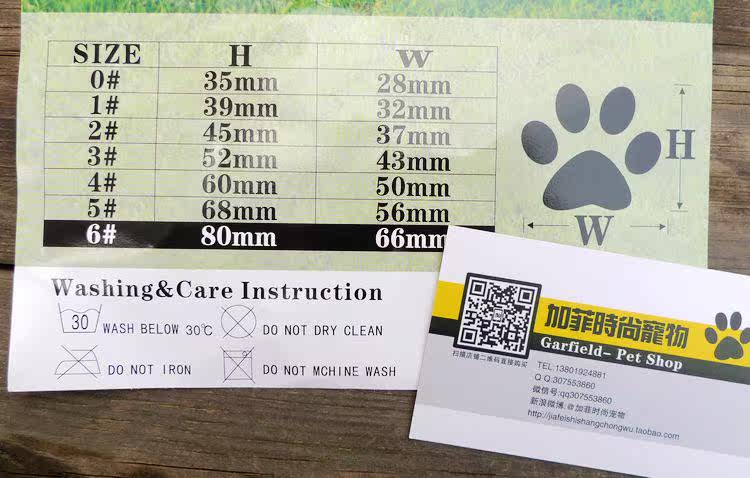 SIZE H W
0# 35mm 28mm
1# 39mm 32mm
2# 45mm 37mm
3# 52mm 43mm
4# 60mm 50mm
5# 68mm 56mm
6# 80mm 66mm
H
W
Washing&Care Instruction
30 WASH BELOW 30℃ DO NOT DRY CLEAN
DO NOT IRON DO NOT MCHINE WASH
加菲時尚寵物
Garfield- Pet Shop
扫描店铺二维码直接购买
TEL:13801924881
Q Q:307553860
微信号:qq307553860
新浪微博:@加菲时尚宠物
http://jiafeishishangchongwu.taobao.com